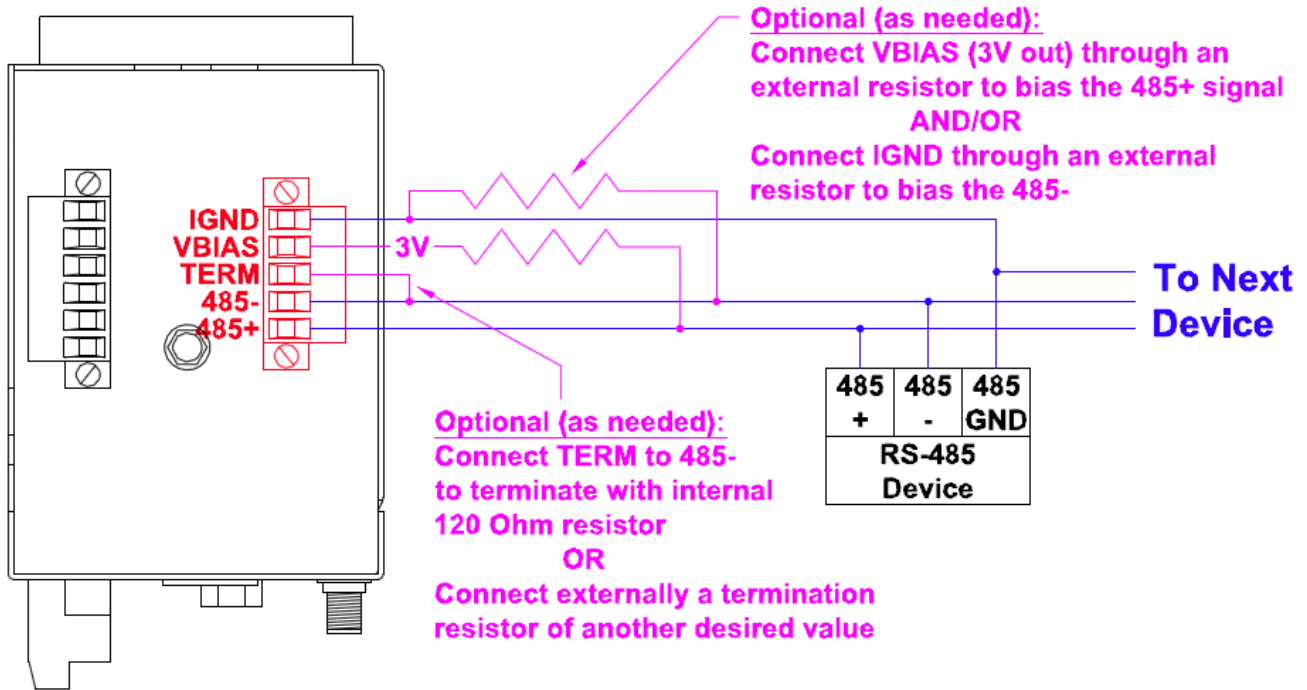 Optional (as needed):
Connect VBIAS (3V out) through an
external resistor to bias the 485+ signal
AND/OR
Connect IGND through an external
resistor to bias the 485-
IGND
VBIAS
3V
TERM
485-
485+
To Next
Device
485 485 485
+ - GND
RS-485
Device
Optional (as needed):
Connect TERM to 485-
to terminate with internal
120 Ohm resistor
OR
Connect externally a termination
resistor of another desired value